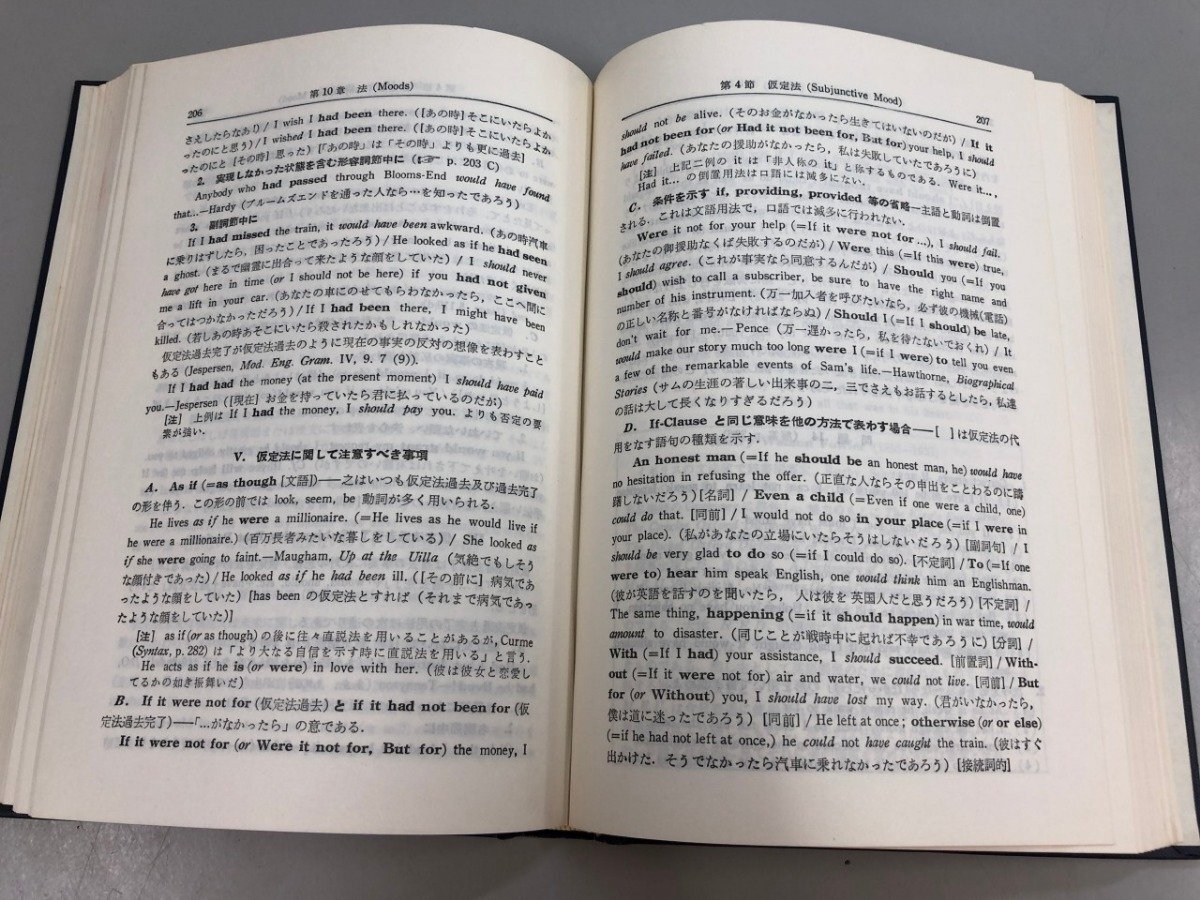 206
第10章 法 (Moods)
さえしたらなあ) / I wish I had been there. ([あの時] そこにいたらよか
ったのにと思う) / I wished I had been there. ([その時] そこにいたらよか
ったのにと [その時] 思った) [「あの時」は「その時」よりも更に過去]
2. 実現しなかった状態を含む形容詞節中に (☞ p. 203 C)
Anybody who had passed through Blooms-End would have found
that...—Hardy (ブルームズエンドを通った人なら…を知ったであろう)
3. 副詞節中に
If I had missed the train, it would have been awkward. (あの時汽車
に乗りはずしたら, 困ったことであったろう) / He looked as if he had seen
a ghost. (まるで幽霊に出合って来たような顔をしていた) / I should never
have got here in time (or I should not be here) if you had not given
me a lift in your car. (あなたの車にのせてもらわなかったら, ここへ間に
合ってはつかなかっただろう) / If I had been there, I might have been
killed. (若しあの時あそこにいたら殺されたかもしれなかった)
仮定法過去完了が仮定法過去のように現在の事実の反対の想像を表わすこと
もある (Jespersen, Mod. Eng. Gram. IV, 9. 7 (9)).
If I had had the money (at the present moment) I should have paid
you.—Jespersen ([現在] お金を持っていたら君に払っているのだが)
[注] 上例は If I had the money, I should pay you. よりも否定の要
素が強い.
V. 仮定法に関して注意すべき事項
A. As if (=as though [文語])——之はいつも仮定法過去及び過去完了
の形を伴う. この形の前では look, seem, be 動詞が多く用いられる.
He lives as if he were a millionaire. (=He lives as he would live if
he were a millionaire.) (百万長者みたいな暮しをしている) / She looked as
if she were going to faint.—Maugham, Up at the Uilla (気絶でもしそう
な顔付きであった) / He looked as if he had been ill. ([その前に] 病気であ
ったような顔をしていた) [has been の仮定法とすれば (それまで病気であっ
たような顔をしていた)]
[注] as if (or as though) の後に往々直説法を用いることがあるが, Curme
(Syntax, p. 282) は「より大なる自信を示す時に直説法を用いる」と言う.
He acts as if he is (or were) in love with her. (彼は彼女と恋愛し
てるかの如き振舞いだ)
B. If it were not for (仮定法過去) と if it had not been for (仮
定法過去完了)——「…がなかったら」の意である.
If it were not for (or Were it not for, But for) the money, I
第4節 仮定法 (Subjunctive Mood)
207
should not be alive. (そのお金がなかったら生きてはいないのだが) / If it
had not been for (or Had it not been for, But for) your help, I should
have failed. (あなたの援助がなかったら, 私は失敗していたであろうに)
[注] 上記二例の it は「非人称の it」と称するものである. Were it...,
Had it... の倒置用法は口語には滅多にない.
C. 条件を示す if, providing, provided 等の省略—主語と動詞は倒置
される. これは文語用法で, 口語では滅多に行われない.
Were it not for your help (=If it were not for ...), I should fail.
(あなたの御援助なくば失敗するのだが) / Were this (=If this were) true,
I should agree. (これが事実なら同意するんだが) / Should you (=If you
should) wish to call a subscriber, be sure to have the right name and
number of his instrument. (万一加入者を呼びたいなら, 必ず彼の機械(電話)
の正しい名称と番号がなければならぬ) / Should I (=If I should) be late,
don't wait for me.—Pence (万一遅かったら, 私を待たないでおくれ) / It
would make our story much too long were I (=if I were) to tell you even
a few of the remarkable events of Sam's life.—Hawthorne, Biographical
Stories (サムの生涯の著しい出来事の二, 三でさえもお話するとしたら, 私達
の話は大して長くなりすぎるだろう)
D. If-Clause と同じ意味を他の方法で表わす場合——[ ] は仮定法の代
用をなす語句の種類を示す.
An honest man (=If he should be an honest man, he) would have
no hesitation in refusing the offer. (正直な人ならその申出をことわるのに躊
躇しないだろう) [名詞] / Even a child (=Even if one were a child, one)
could do that. [同前] / I would not do so in your place (=if I were in
your place). (私があなたの立場にいたらそうはしないだろう) [副詞句] / I
should be very glad to do so (=if I could do so). [不定詞] / To (=If one
were to) hear him speak English, one would think him an Englishman.
(彼が英語を話すのを聞いたら, 人は彼を英国人だと思うだろう) [不定詞] /
The same thing, happening (=if it should happen) in war time, would
amount to disaster. (同じことが戦時中に起れば不幸であろうに) [分詞] /
With (=If I had) your assistance, I should succeed. [前置詞] / With-
out (=If it were not for) air and water, we could not live. [同前] / But
for (or Without) you, I should have lost my way. (君がいなかったら,
僕は道に迷ったであろう) [同前] / He left at once; otherwise (or or else)
(=if he had not left at once,) he could not have caught the train. (彼はすぐ
出かけた. そうでなかったら汽車に乗れなかったであろう) [接続詞的]